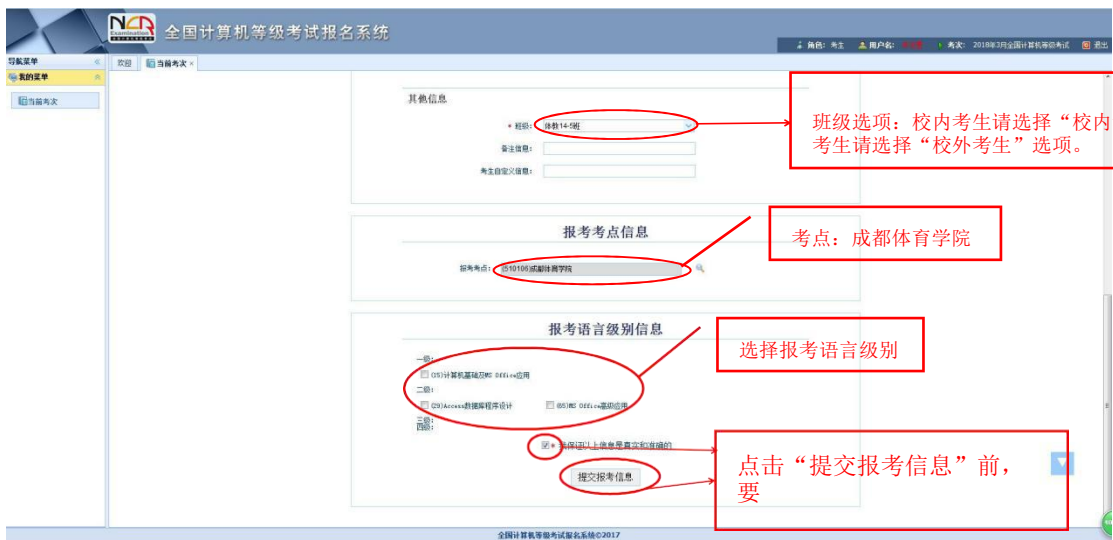 NCR
Examination
全国计算机等级考试报名系统
角色: 考生 用户名: 考次: 2018年3月全国计算机等级考试 退出
导航菜单
欢迎 当前考次 ×
我的菜单
当前考次
其他信息
* 班级: 体教14-5班
备注信息:
考生自定义信息:
班级选项：校内考生请选择“校内
考生请选择“校外考生”选项。
报考考点信息
考点：成都体育学院
报考考点: (510106)成都体育学院
报考语言级别信息
选择报考语言级别
一级:
(15)计算机基础及MS Office应用
二级:
(29)Access数据库程序设计 (65)MS Office高级应用
三级:
四级:
* 我保证以上信息是真实和准确的
提交报考信息
点击“提交报考信息”前，
要
全国计算机等级考试报名系统©2017